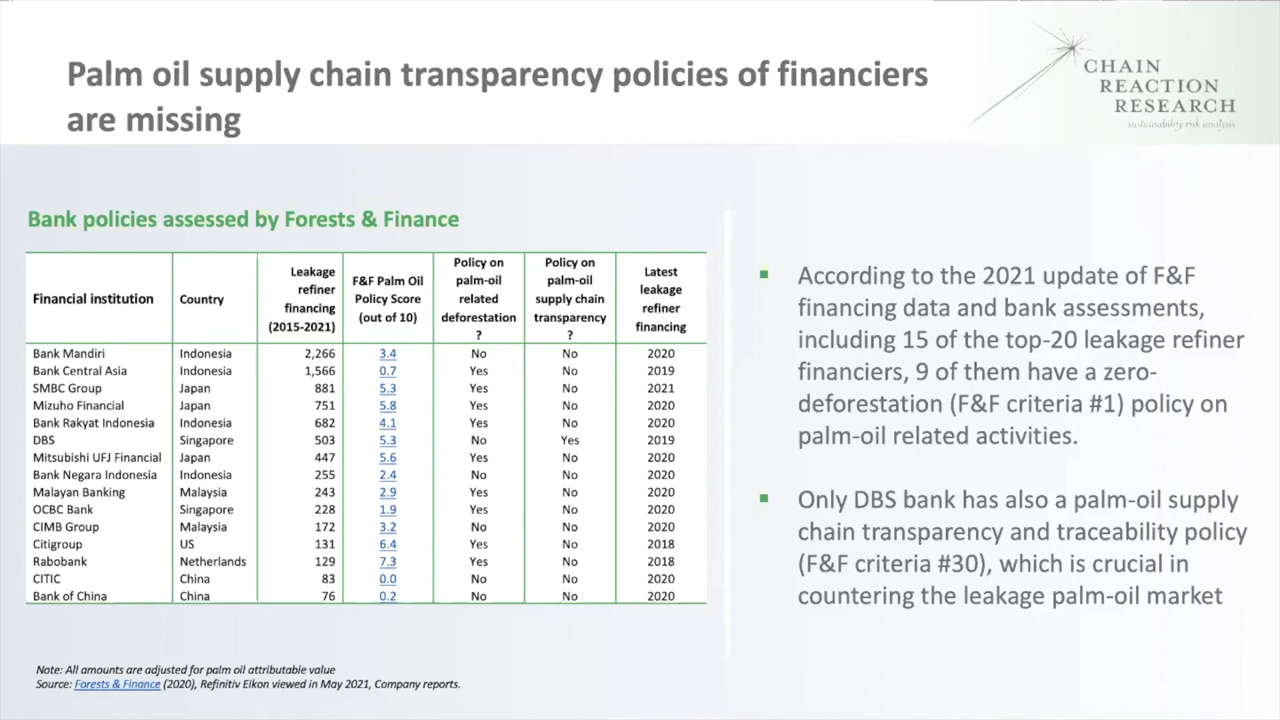 Palm oil supply chain transparency policies of financiers
are missing
CHAIN
REACTION
RESEARCH
...sustainability risk analysis
Bank policies assessed by Forests & Finance
Financial institution Country Leakage refiner financing (2015-2021) F&F Palm Oil Policy Score (out of 10) Policy on palm-oil related deforestation ? Policy on palm-oil supply chain transparency ? Latest leakage refiner financing
Bank Mandiri Indonesia 2,266 3.4 No No 2020
Bank Central Asia Indonesia 1,566 0.7 Yes No 2019
SMBC Group Japan 881 5.3 Yes No 2021
Mizuho Financial Japan 751 5.8 Yes No 2020
Bank Rakyat Indonesia Indonesia 682 4.1 Yes No 2020
DBS Singapore 503 5.3 No Yes 2019
Mitsubishi UFJ Financial Japan 447 5.6 Yes No 2020
Bank Negara Indonesia Indonesia 255 2.4 No No 2020
Malayan Banking Malaysia 243 2.9 Yes No 2020
OCBC Bank Singapore 228 1.9 Yes No 2020
CIMB Group Malaysia 172 3.2 No No 2020
Citigroup US 131 6.4 Yes No 2018
Rabobank Netherlands 129 7.3 Yes No 2018
CITIC China 83 0.0 No No 2020
Bank of China China 76 0.2 No No 2020
Note: All amounts are adjusted for palm oil attributable value
Source: Forests & Finance (2020), Refinitiv Eikon viewed in May 2021, Company reports.
According to the 2021 update of F&F
financing data and bank assessments,
including 15 of the top-20 leakage refiner
financiers, 9 of them have a zero-
deforestation (F&F criteria #1) policy on
palm-oil related activities.
Only DBS bank has also a palm-oil supply
chain transparency and traceability policy
(F&F criteria #30), which is crucial in
countering the leakage palm-oil market